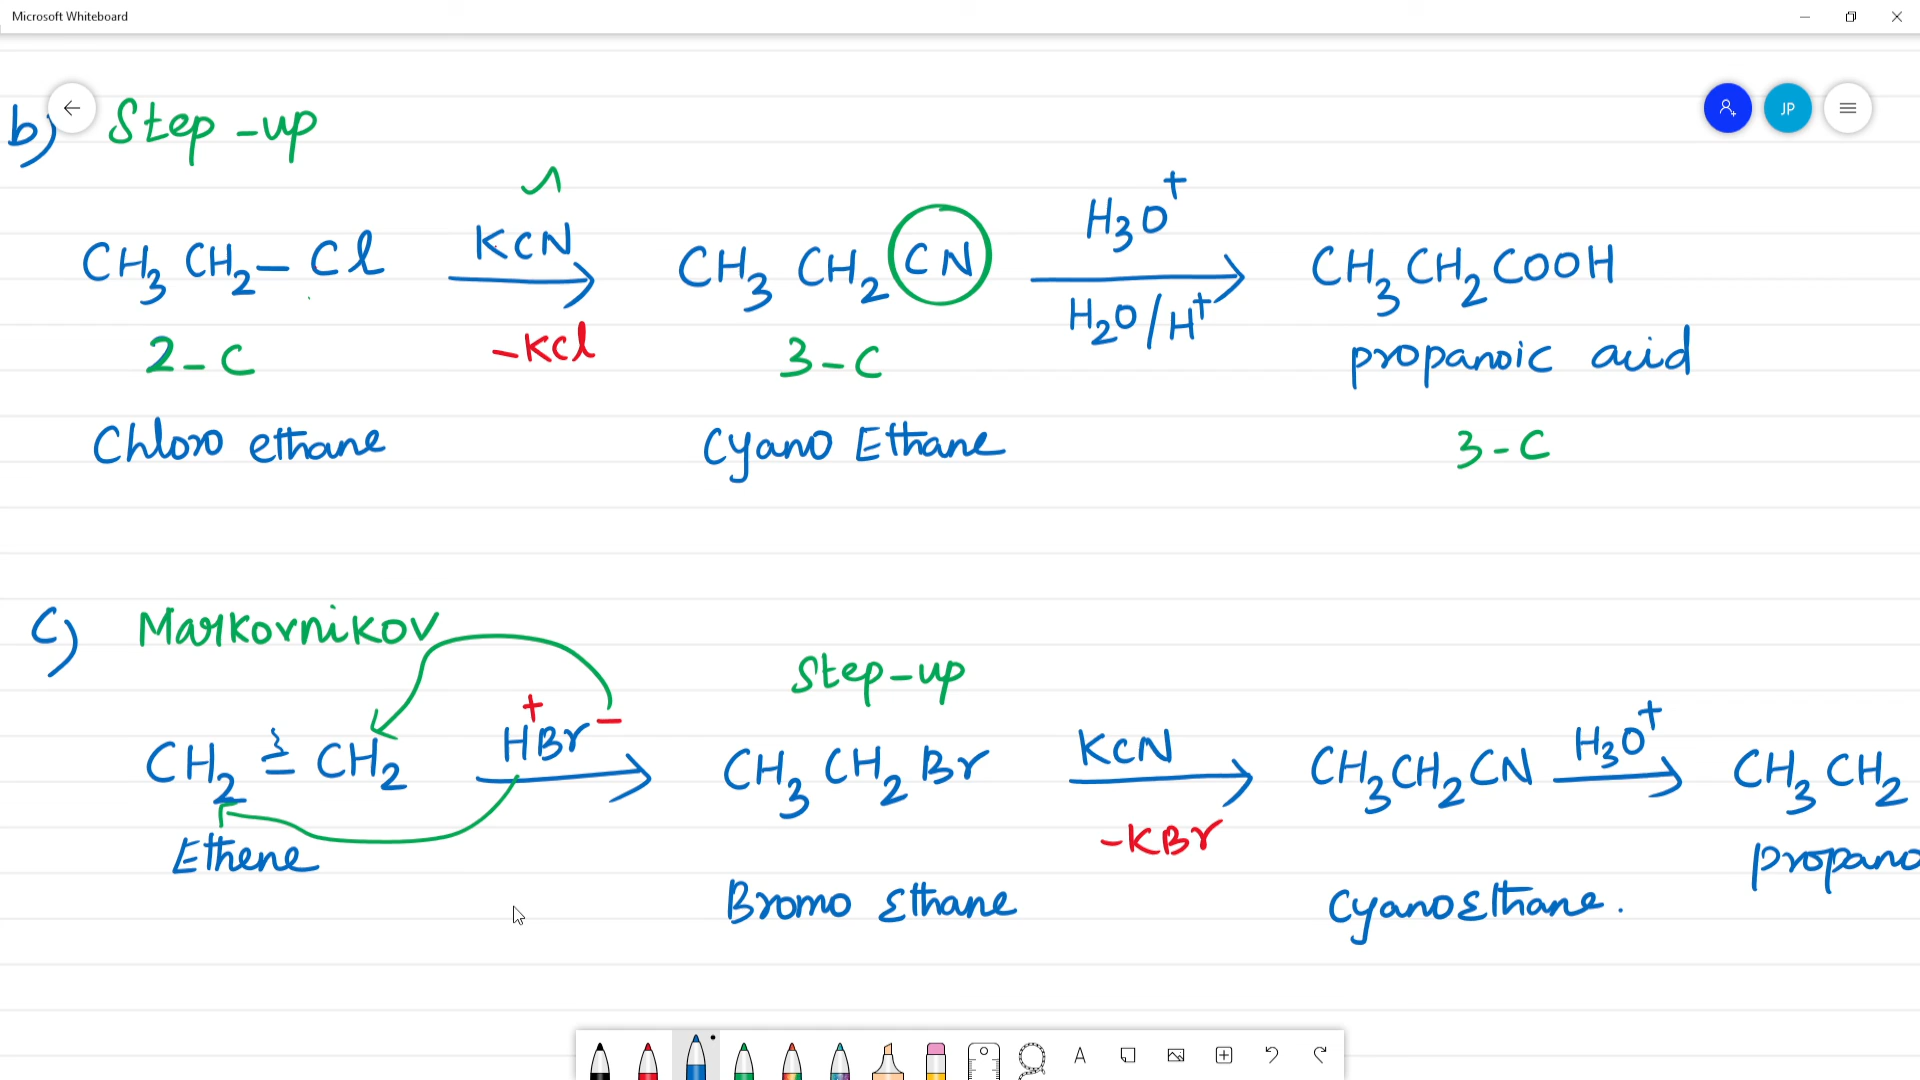 Microsoft Whiteboard
JP
b) Step-up
CH3 CH2 – Cl KCN CH3 CH2 CN H3O+ CH3 CH2 COOH
-KCl H2O/H+
2-C 3-C propanoic acid
Chloro ethane Cyano Ethane 3-C
c) Markovnikov
Step-up
CH2 = CH2 H+Br- CH3 CH2 Br KCN CH3CH2CN H3O+ CH3 CH2
Ethene -KBr propano
Bromo Ethane CyanoEthane.
A